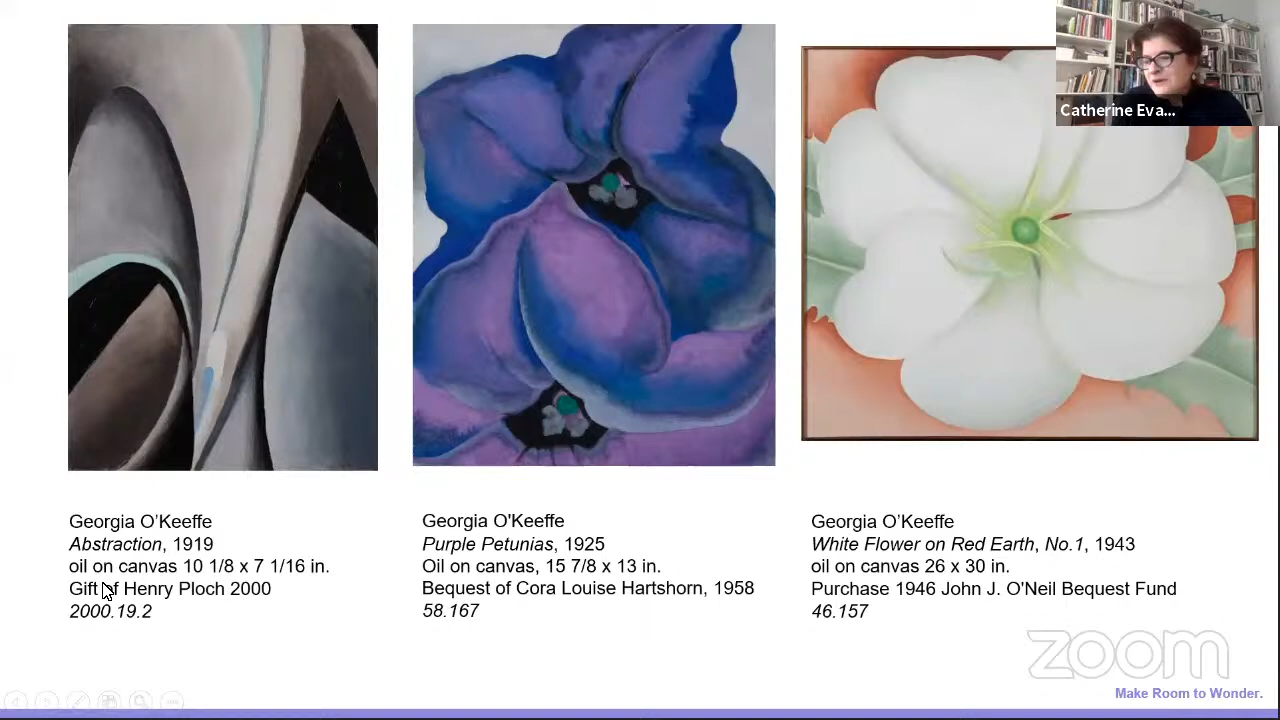 Catherine Eva...
Georgia O'Keeffe
Abstraction, 1919
oil on canvas 10 1/8 x 7 1/16 in.
Gift of Henry Ploch 2000
2000.19.2
Georgia O'Keeffe
Purple Petunias, 1925
Oil on canvas, 15 7/8 x 13 in.
Bequest of Cora Louise Hartshorn, 1958
58.167
Georgia O'Keeffe
White Flower on Red Earth, No.1, 1943
oil on canvas 26 x 30 in.
Purchase 1946 John J. O'Neil Bequest Fund
46.157
zoom
Make Room to Wonder.